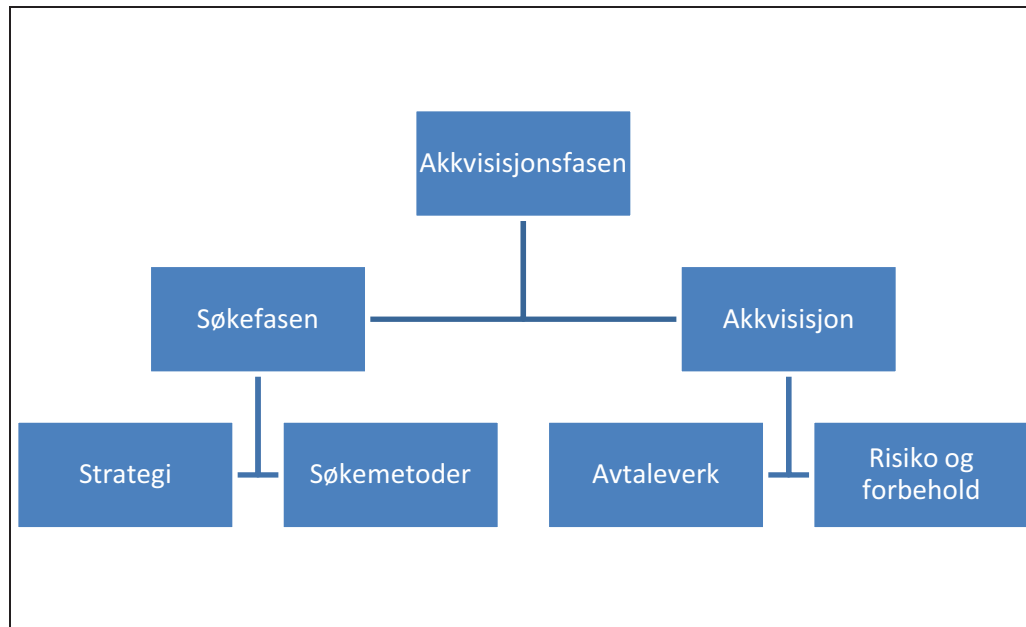 Akkvisisjonsfasen
Søkefasen
Akkvisisjon
Strategi
Søkemetoder
Avtaleverk
Risiko og
forbehold